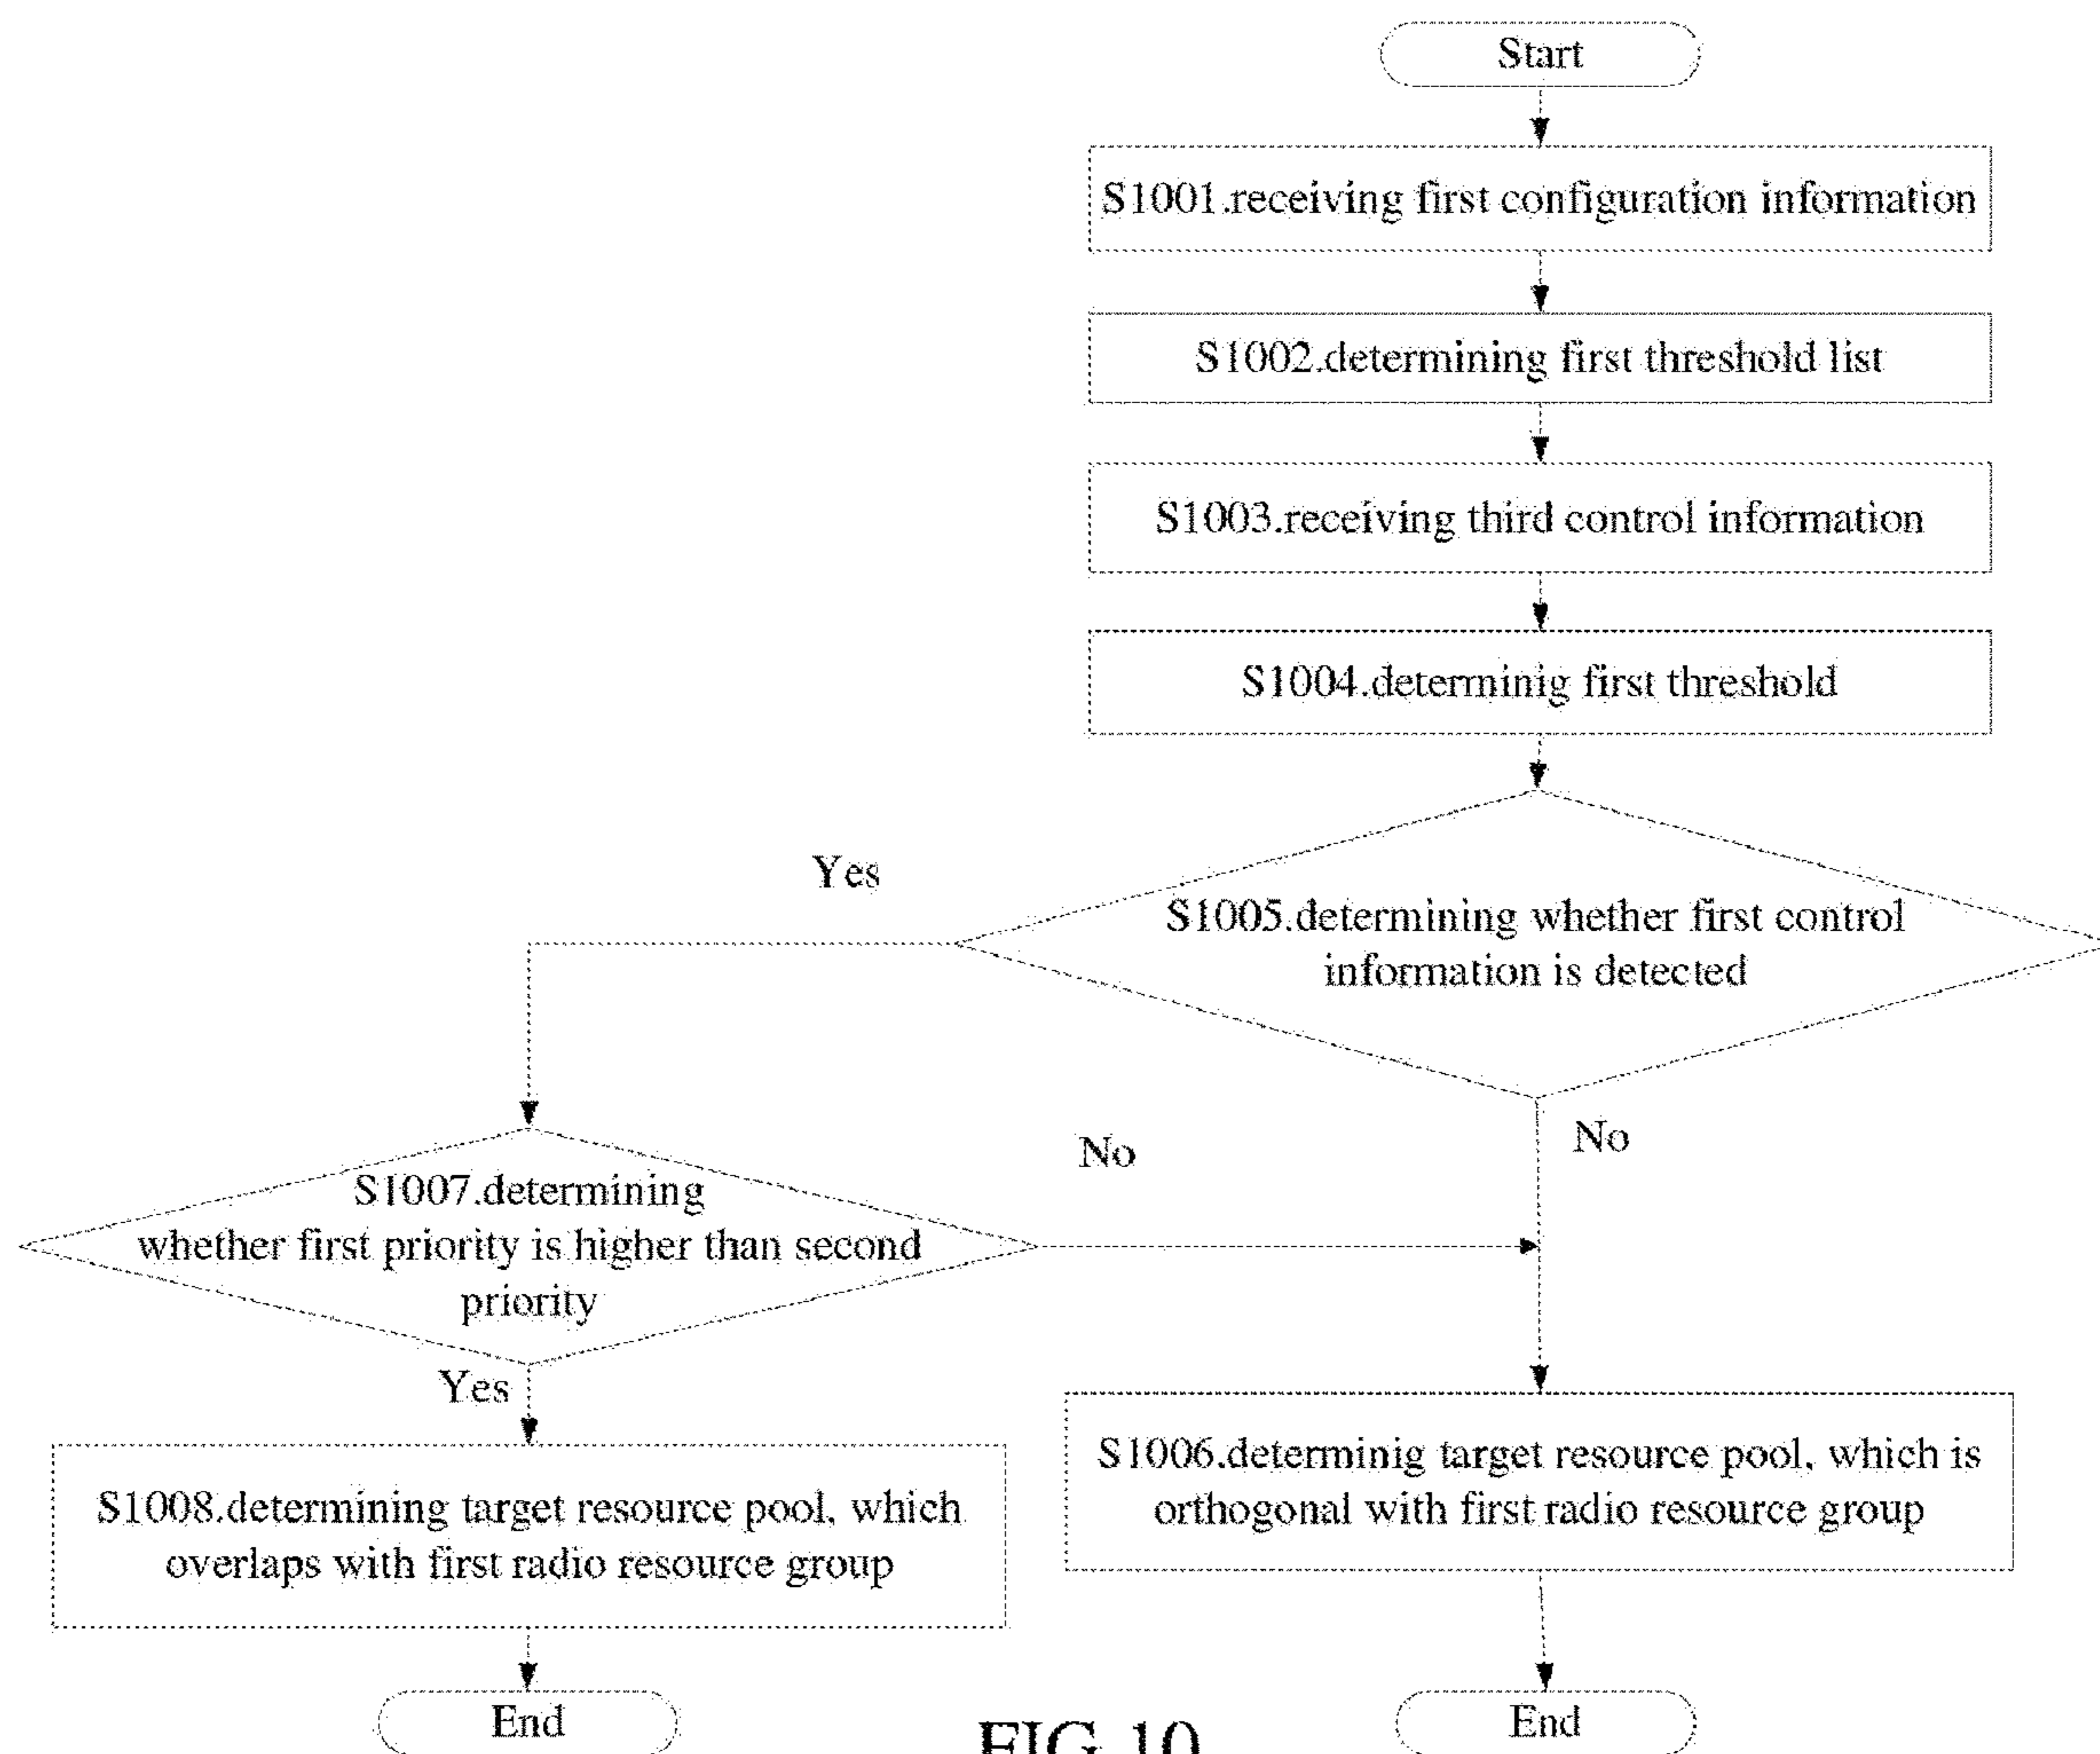 Start
S1001.receiving first configuration information
S1002.determining first threshold list
S1003.receiving third control information
S1004.determinig first threshold
Yes
S1005.determining whether first control
information is detected
No
No
S1007.determining
whether first priority is higher than second
priority
Yes
S1006.determinig target resource pool, which is
orthogonal with first radio resource group
S1008.determining target resource pool, which
overlaps with first radio resource group
End
End
FIG.10